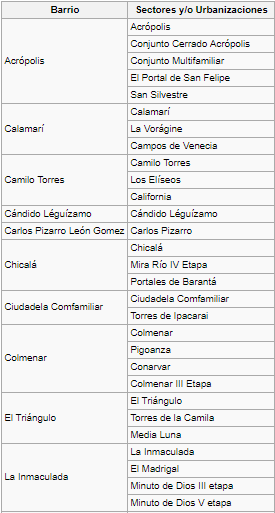 Barrio Sectores y/o Urbanizaciones
Acrópolis Acrópolis
Conjunto Cerrado Acrópolis
Conjunto Multifamiliar
El Portal de San Felipe
San Silvestre
Calamarí Calamarí
La Vorágine
Campos de Venecia
Camilo Torres Camilo Torres
Los Elíseos
California
Cándido Léguízamo Cándido Léguízamo
Carlos Pizarro León Gomez Carlos Pizarro
Chicalá Chicalá
Mira Río IV Etapa
Portales de Barantá
Ciudadela Comfamiliar Ciudadela Comfamiliar
Torres de Ipacarai
Colmenar Colmenar
Pigoanza
Conarvar
Colmenar III Etapa
El Triángulo El Triángulo
Torres de la Camila
Media Luna
La Inmaculada La Inmaculada
El Madrigal
Minuto de Dios III etapa
Minuto de Dios V etapa